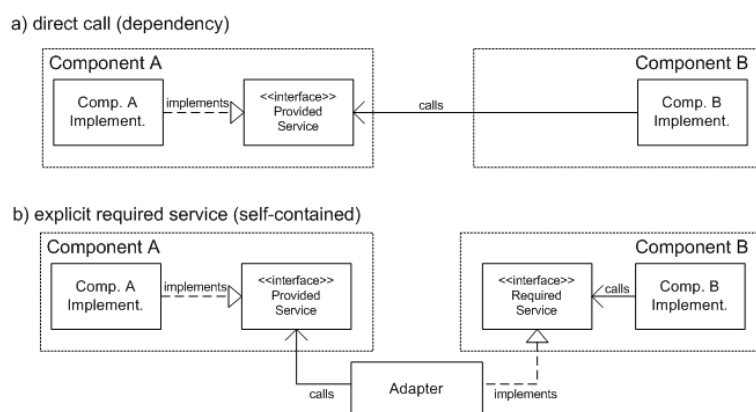 a) direct call (dependency)
Component A
Component B
Comp. A
Implement.
implements
<<interface>>
Provided
Service
calls
Comp. B
Implement.
b) explicit required service (self-contained)
Component A
Component B
Comp. A
Implement.
implements
<<interface>>
Provided
Service
<<interface>>
Required
Service
calls
Comp. B
Implement.
calls
Adapter
implements